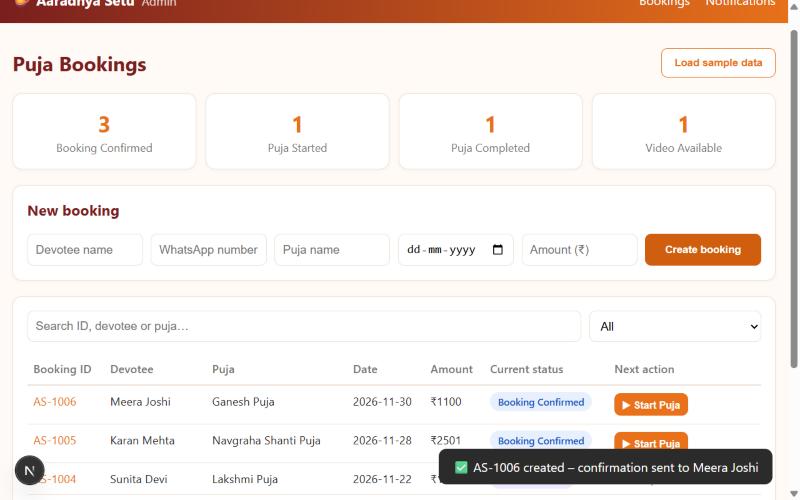 Aaradhya Setu Admin Bookings Notifications
Puja Bookings
Load sample data
3 1 1 1
Booking Confirmed Puja Started Puja Completed Video Available
New booking
Devotee name WhatsApp number Puja name dd-mm-yyyy Amount (₹) Create booking
Search ID, devotee or puja… All
Booking ID Devotee Puja Date Amount Current status Next action
AS-1006 Meera Joshi Ganesh Puja 2026-11-30 ₹1100 Booking Confirmed ▶ Start Puja
AS-1005 Karan Mehta Navgraha Shanti Puja 2026-11-28 ₹2501 Booking Confirmed ▶ Start Puja
N
-1004 Sunita Devi Lakshmi Puja 2026-11-22
✅ AS-1006 created – confirmation sent to Meera Joshi